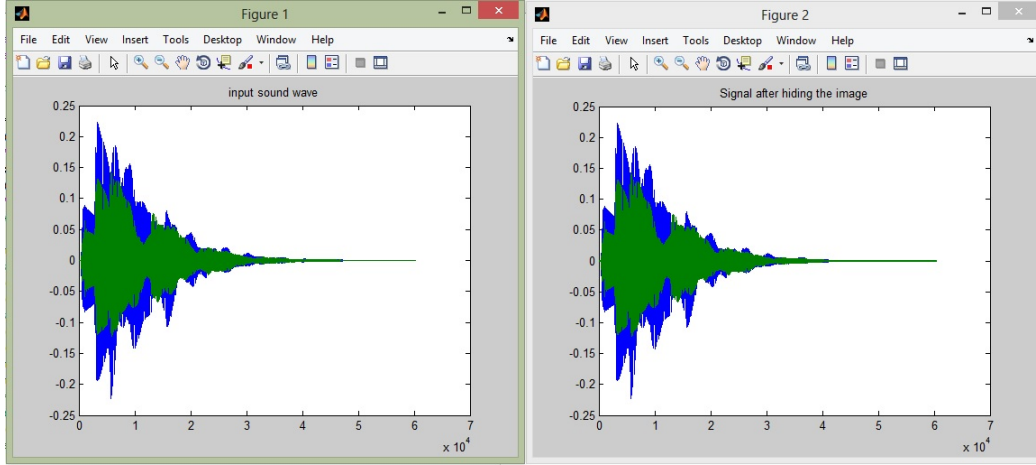 Figure 1
File Edit View Insert Tools Desktop Window Help
input sound wave
0.25
0.2
0.15
0.1
0.05
0
-0.05
-0.1
-0.15
-0.2
-0.25
0 1 2 3 4 5 6 7
x 10^4
Figure 2
File Edit View Insert Tools Desktop Window Help
Signal after hiding the image
0.25
0.2
0.15
0.1
0.05
0
-0.05
-0.1
-0.15
-0.2
-0.25
0 1 2 3 4 5 6 7
x 10^4